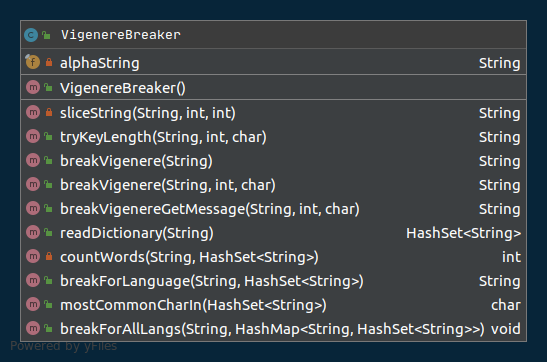 VigenereBreaker
alphaString String
VigenereBreaker()
sliceString(String, int, int) String
tryKeyLength(String, int, char) String
breakVigenere(String) String
breakVigenere(String, int, char) String
breakVigenereGetMessage(String, int, char) String
readDictionary(String) HashSet<String>
countWords(String, HashSet<String>) int
breakForLanguage(String, HashSet<String>) String
mostCommonCharIn(HashSet<String>) char
breakForAllLangs(String, HashMap<String, HashSet<String>>) void
Powered by yFiles